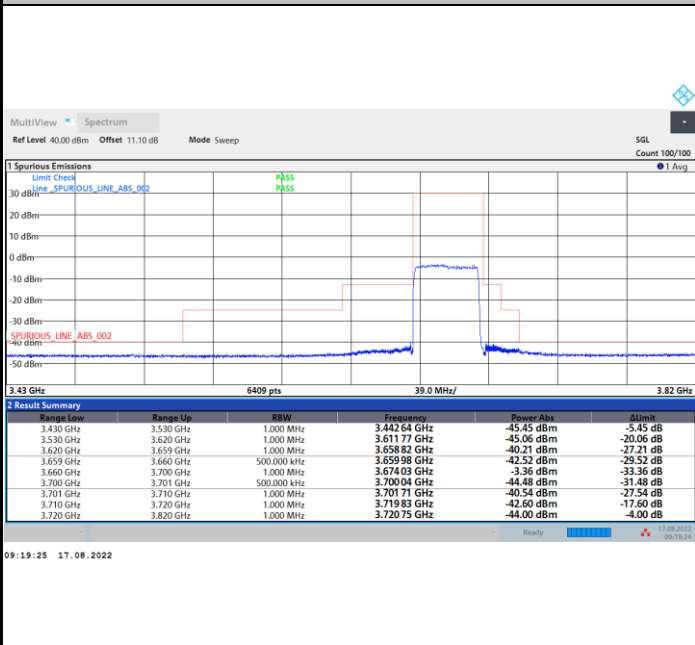 MultiView Spectrum
Ref Level 40.00 dBm Offset 11.10 dB Mode Sweep SGL
Count 100/100
1 Spurious Emissions 1 Avg
Limit Check PASS
Line _SPURIOUS_LINE_ABS_002 PASS
30 dBm
20 dBm
10 dBm
0 dBm
-10 dBm
-20 dBm
-30 dBm
_SPURIOUS_LINE_ABS_002
-40 dBm
-50 dBm
3.43 GHz 6409 pts 39.0 MHz/ 3.82 GHz
2 Result Summary
Range Low Range Up RBW Frequency Power Abs ΔLimit
3.430 GHz 3.530 GHz 1.000 MHz 3.442 64 GHz -45.45 dBm -5.45 dB
3.530 GHz 3.620 GHz 1.000 MHz 3.611 77 GHz -45.06 dBm -20.06 dB
3.620 GHz 3.659 GHz 1.000 MHz 3.658 82 GHz -40.21 dBm -27.21 dB
3.659 GHz 3.660 GHz 500.000 kHz 3.659 98 GHz -42.52 dBm -29.52 dB
3.660 GHz 3.700 GHz 1.000 MHz 3.674 03 GHz -3.36 dBm -33.36 dB
3.700 GHz 3.701 GHz 500.000 kHz 3.700 04 GHz -44.48 dBm -31.48 dB
3.701 GHz 3.710 GHz 1.000 MHz 3.701 71 GHz -40.54 dBm -27.54 dB
3.710 GHz 3.720 GHz 1.000 MHz 3.719 83 GHz -42.60 dBm -17.60 dB
3.720 GHz 3.820 GHz 1.000 MHz 3.720 75 GHz -44.00 dBm -4.00 dB
Ready 17.08.2022
09:19:24
09:19:25 17.08.2022